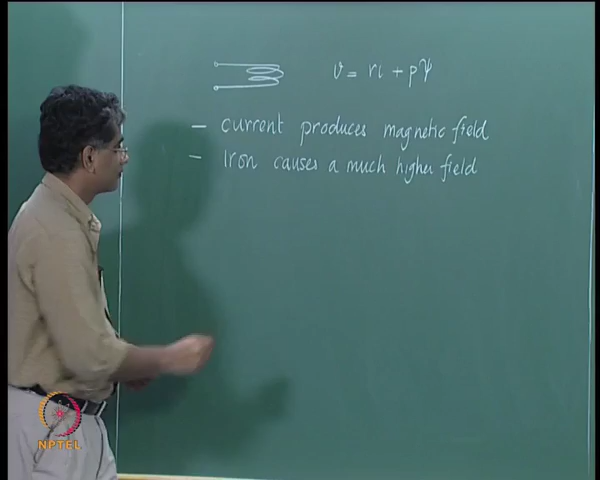 v = ri + pΨ
– current produces magnetic field
– Iron causes a much higher field
NPTEL